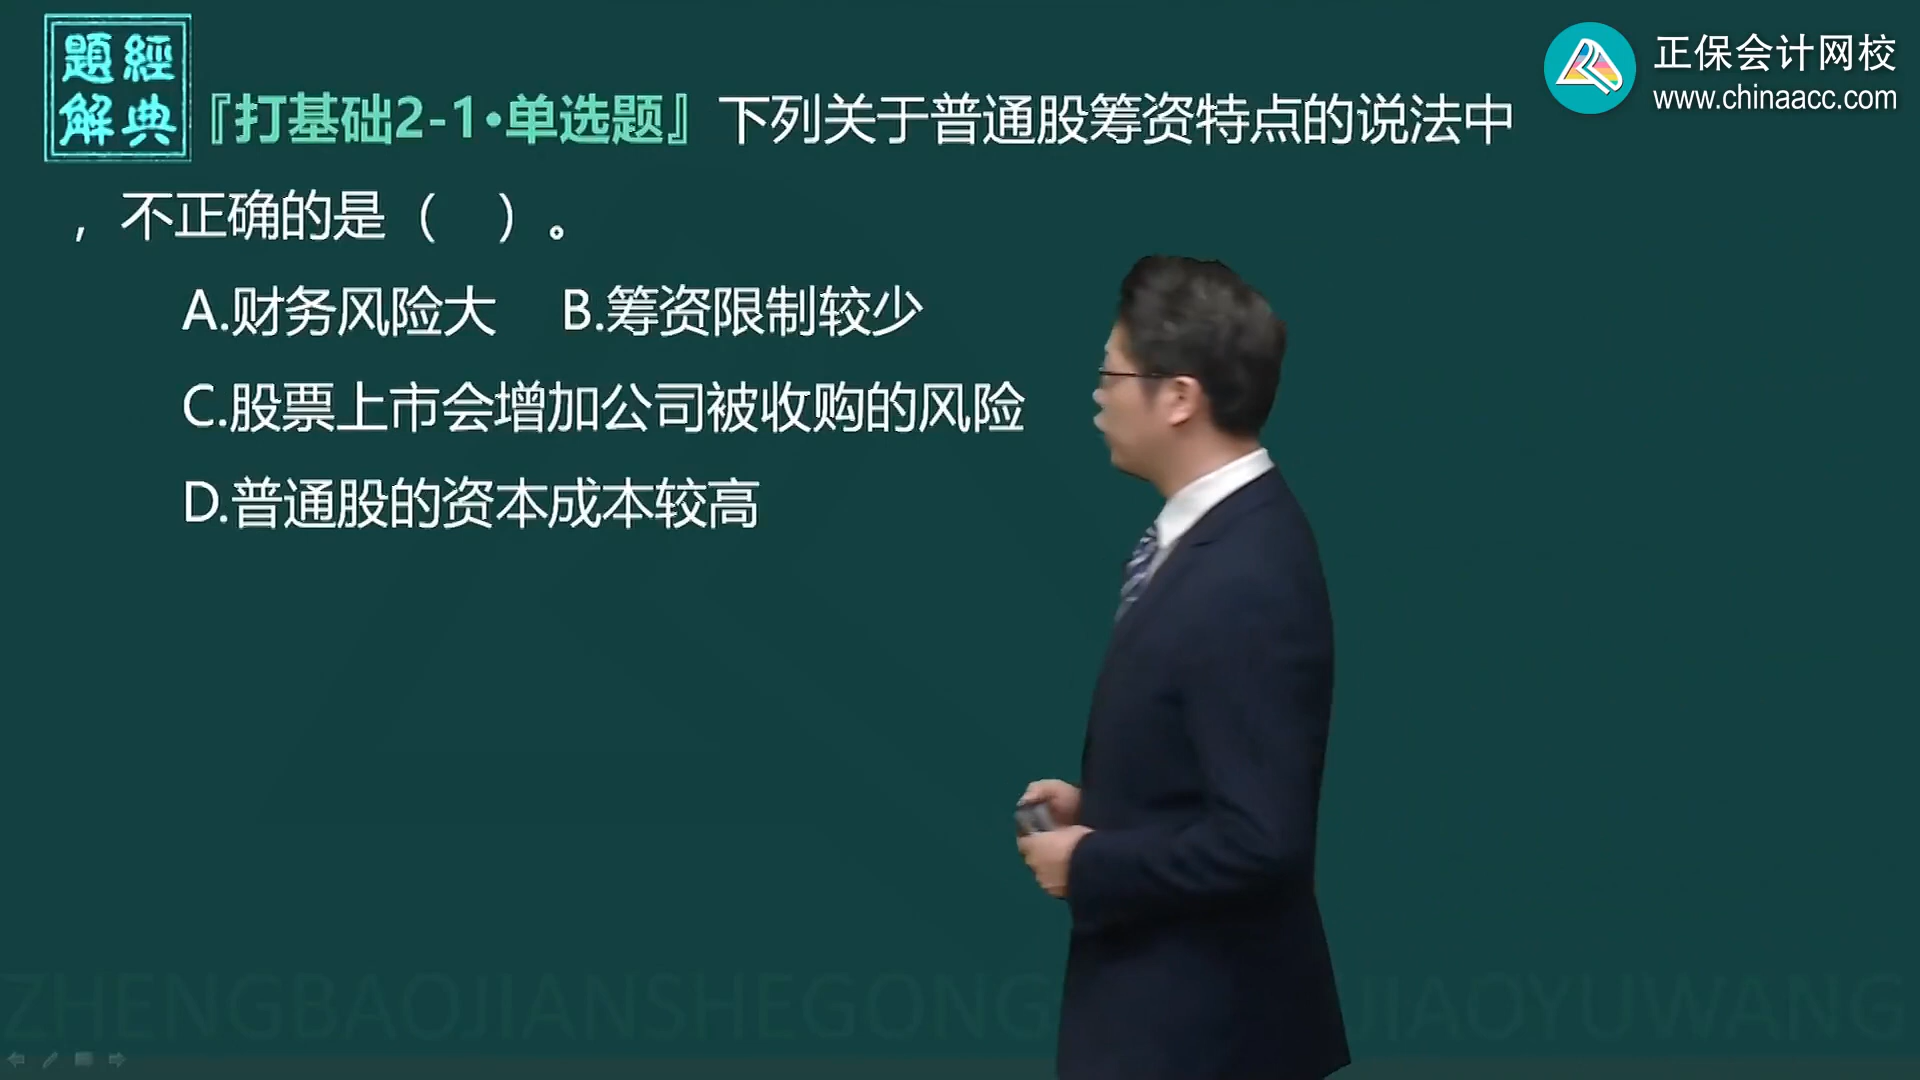 經典
題解
『打基础2-1•单选题』下列关于普通股筹资特点的说法中
，不正确的是（　）。
A.财务风险大　B.筹资限制较少
C.股票上市会增加公司被收购的风险
D.普通股的资本成本较高
正保会计网校
www.chinaacc.com
ZHENGBAOJIANSHEGONG JIAOYUWANG